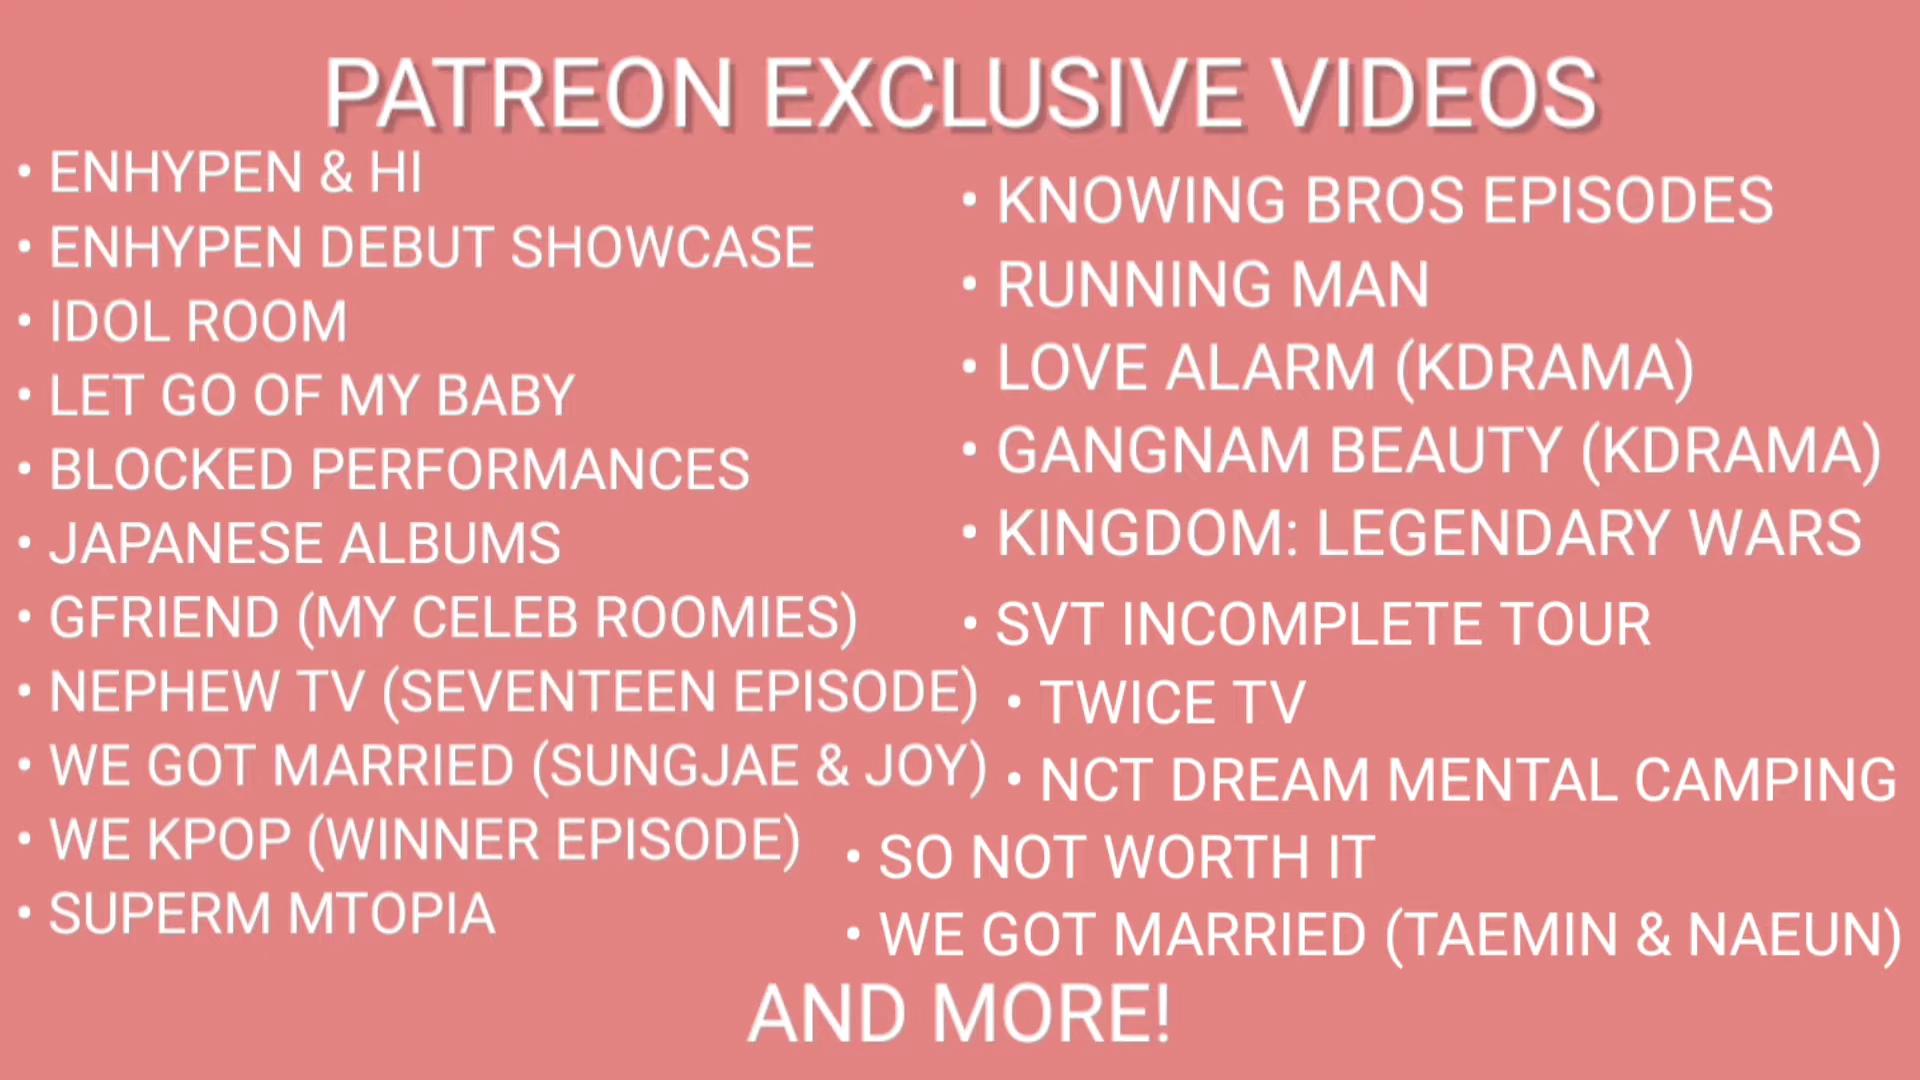 PATREON EXCLUSIVE VIDEOS
• ENHYPEN & HI
• ENHYPEN DEBUT SHOWCASE
• IDOL ROOM
• LET GO OF MY BABY
• BLOCKED PERFORMANCES
• JAPANESE ALBUMS
• GFRIEND (MY CELEB ROOMIES)
• NEPHEW TV (SEVENTEEN EPISODE)
• WE GOT MARRIED (SUNGJAE & JOY)
• WE KPOP (WINNER EPISODE)
• SUPERM MTOPIA
• KNOWING BROS EPISODES
• RUNNING MAN
• LOVE ALARM (KDRAMA)
• GANGNAM BEAUTY (KDRAMA)
• KINGDOM: LEGENDARY WARS
• SVT INCOMPLETE TOUR
• TWICE TV
• NCT DREAM MENTAL CAMPING
• SO NOT WORTH IT
• WE GOT MARRIED (TAEMIN & NAEUN)
AND MORE!